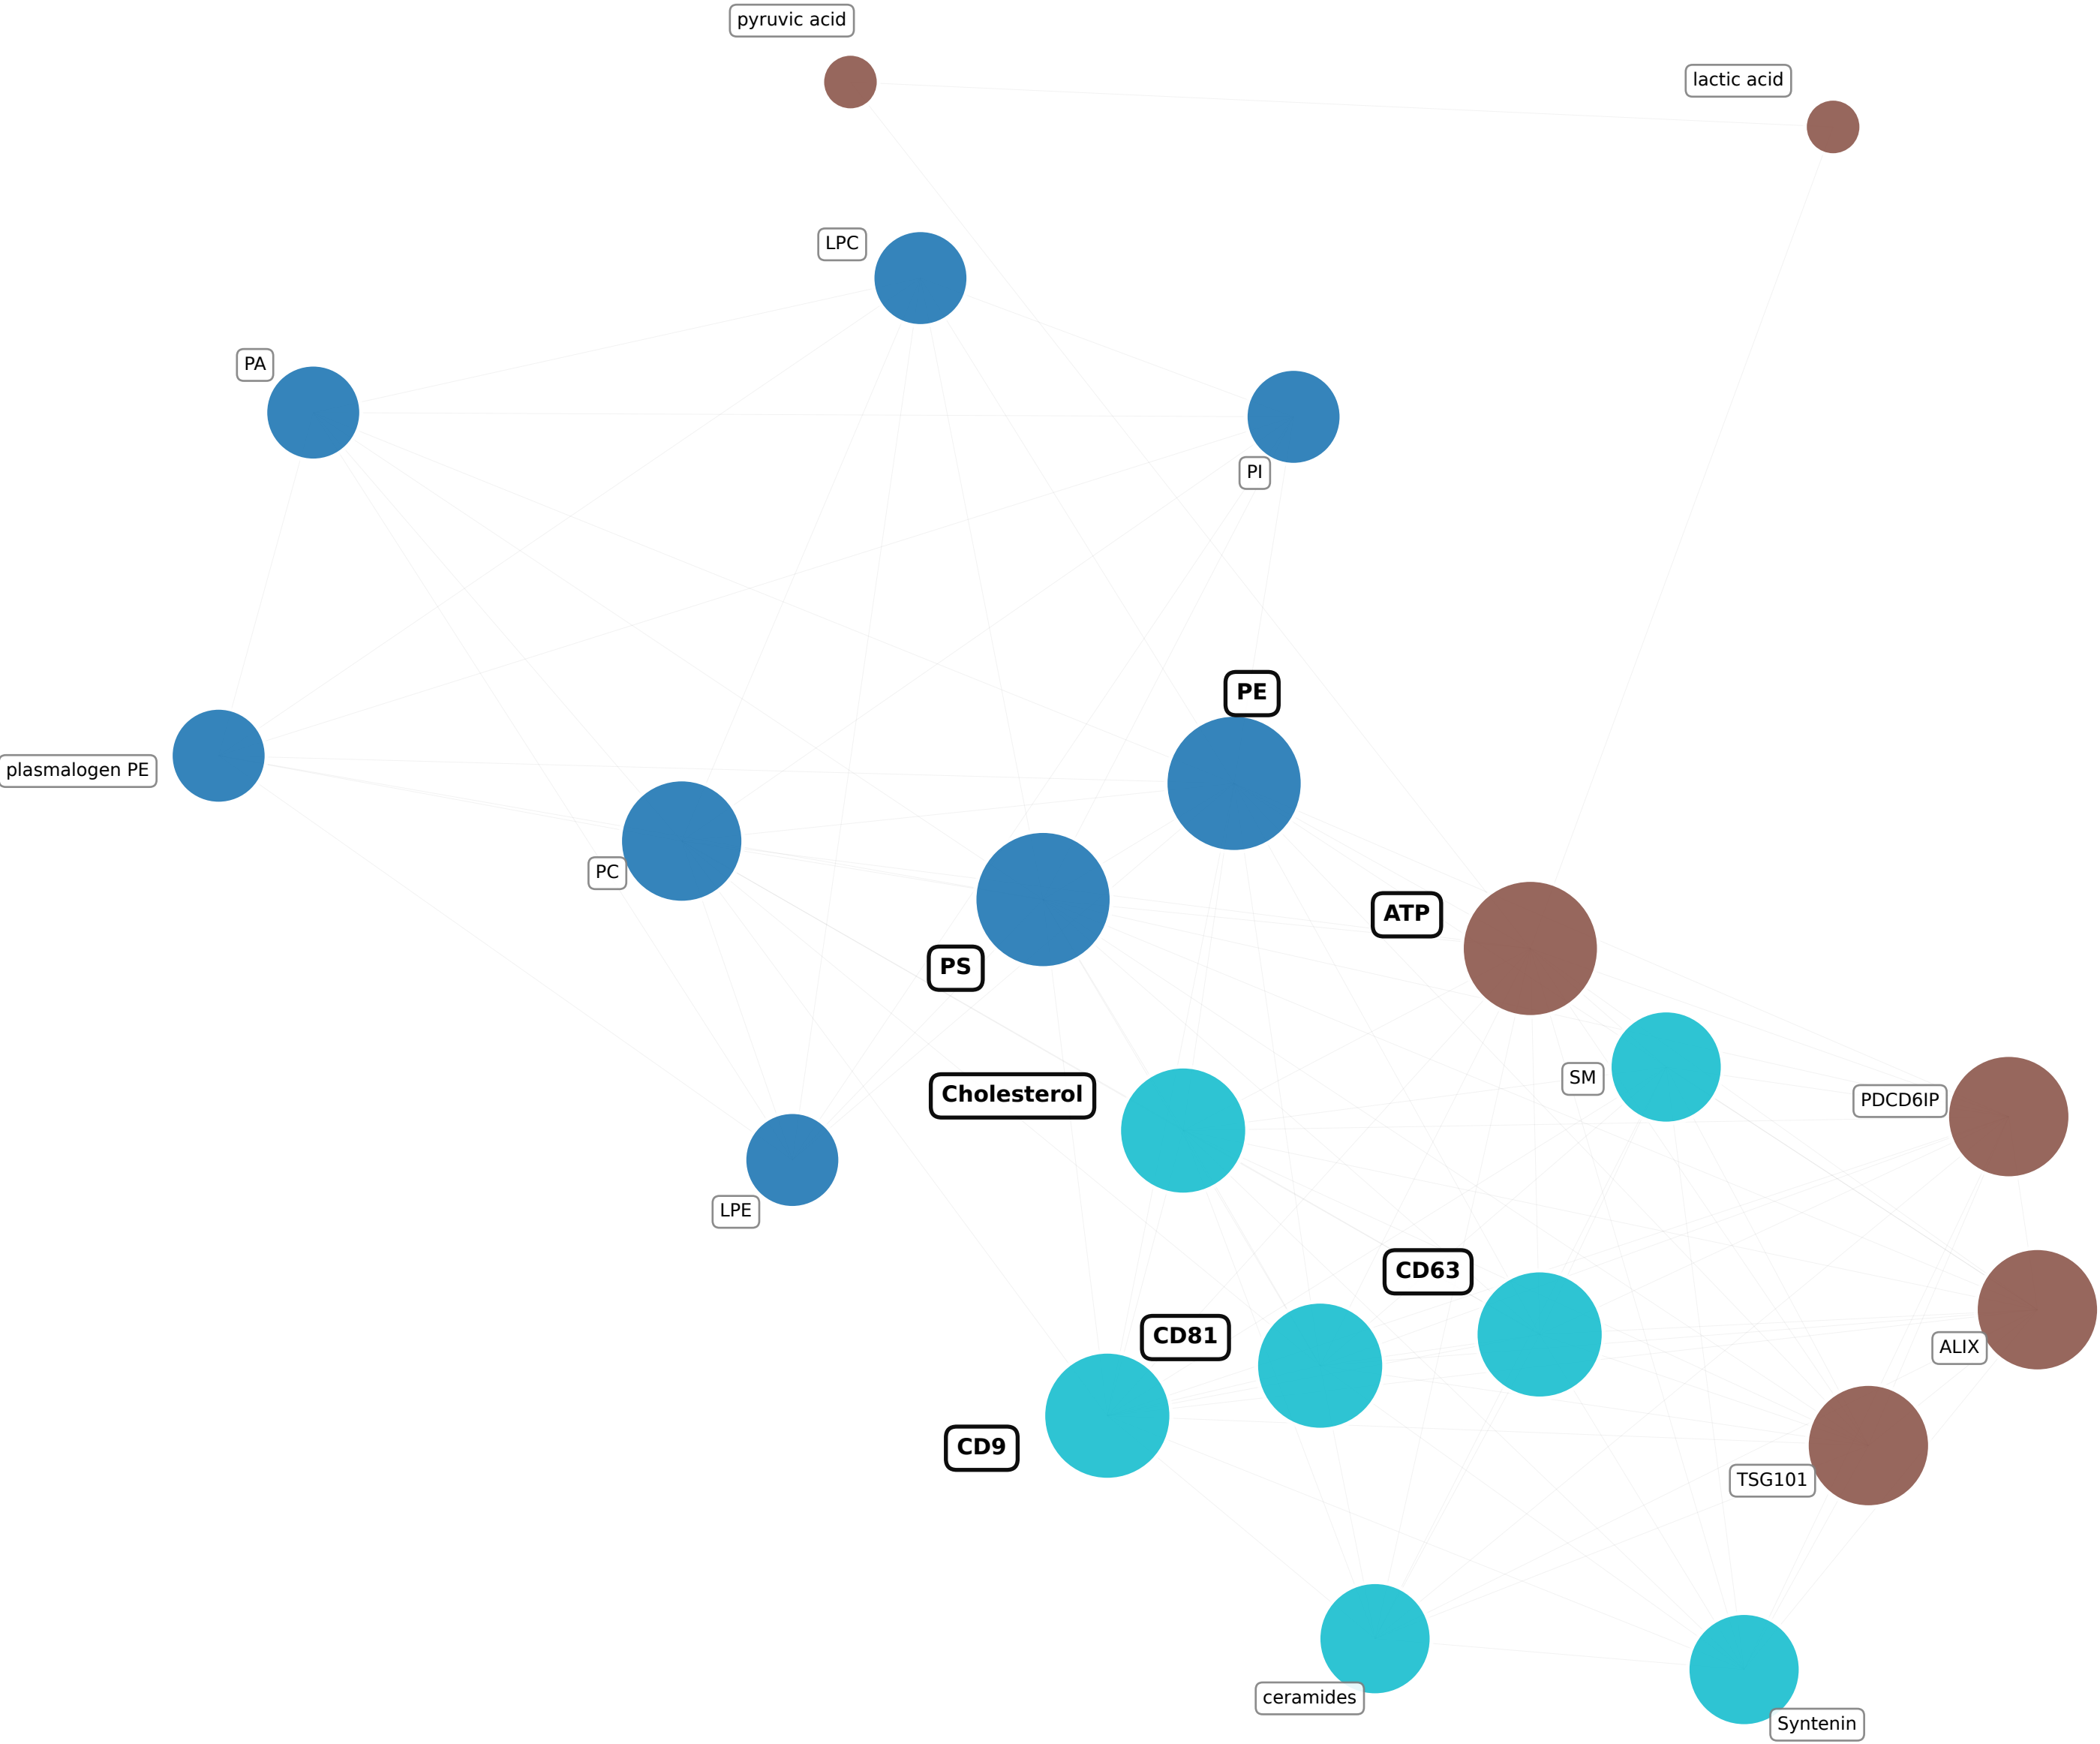 pyruvic acid
lactic acid
LPC
PA
PI
PE
plasmalogen PE
PC
ATP
PS
SM
Cholesterol
PDCD6IP
LPE
CD63
CD81
ALIX
CD9
TSG101
ceramides
Syntenin